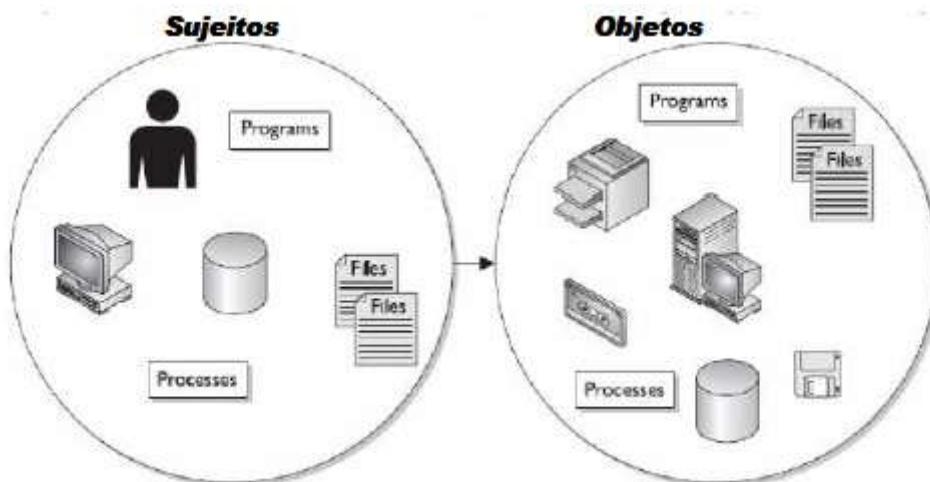 Sujeitos
Objetos
Programs
Files
Files
Processes
Programs
Files
Files
Processes